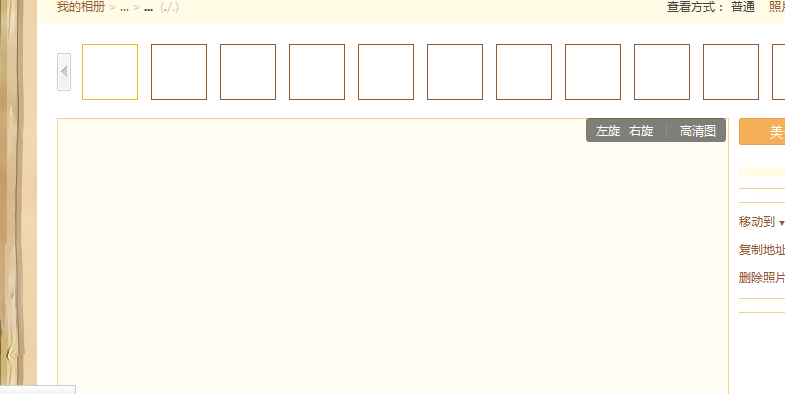 我的相册 > ... > ... (./.)
查看方式： 普通 照片
左旋 右旋 | 高清图
美
移动到
复制地址
删除照片